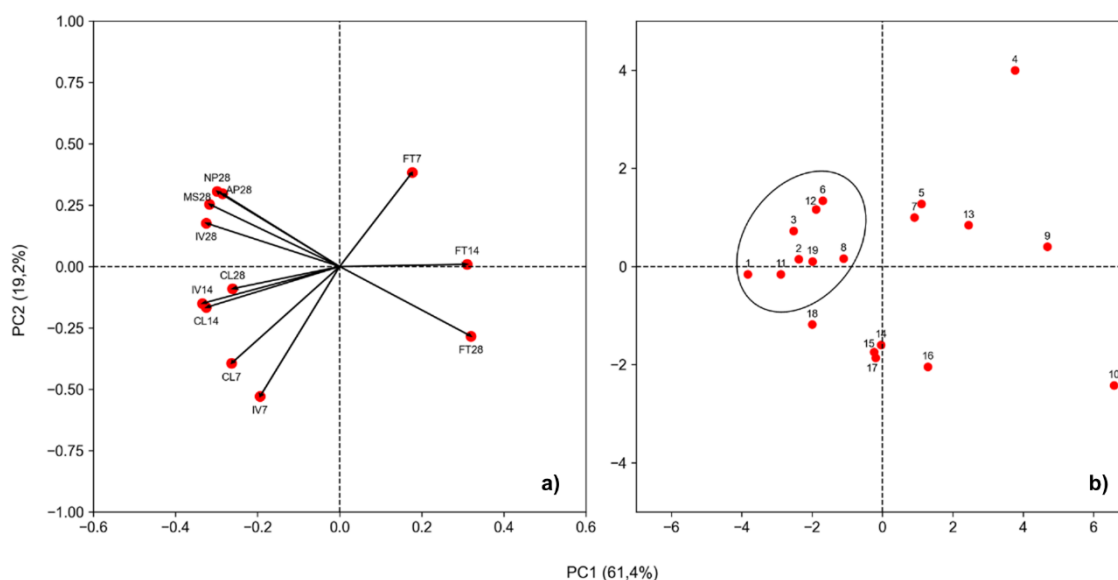 1.00
0.75
0.50
0.25
0.00
−0.25
−0.50
−0.75
−1.00
PC2 (19,2%)
FT7
NP28
AP28
MS28
IV28
FT14
CL28
IV14
CL14
FT28
CL7
IV7
a)
−0.6
−0.4
−0.2
0.0
0.2
0.4
0.6
4
2
0
−2
−4
4
6
12
5
7
3
13
9
2
19
8
1
11
18
14
15
17
16
10
b)
−6
−4
−2
0
2
4
6
PC1 (61,4%)